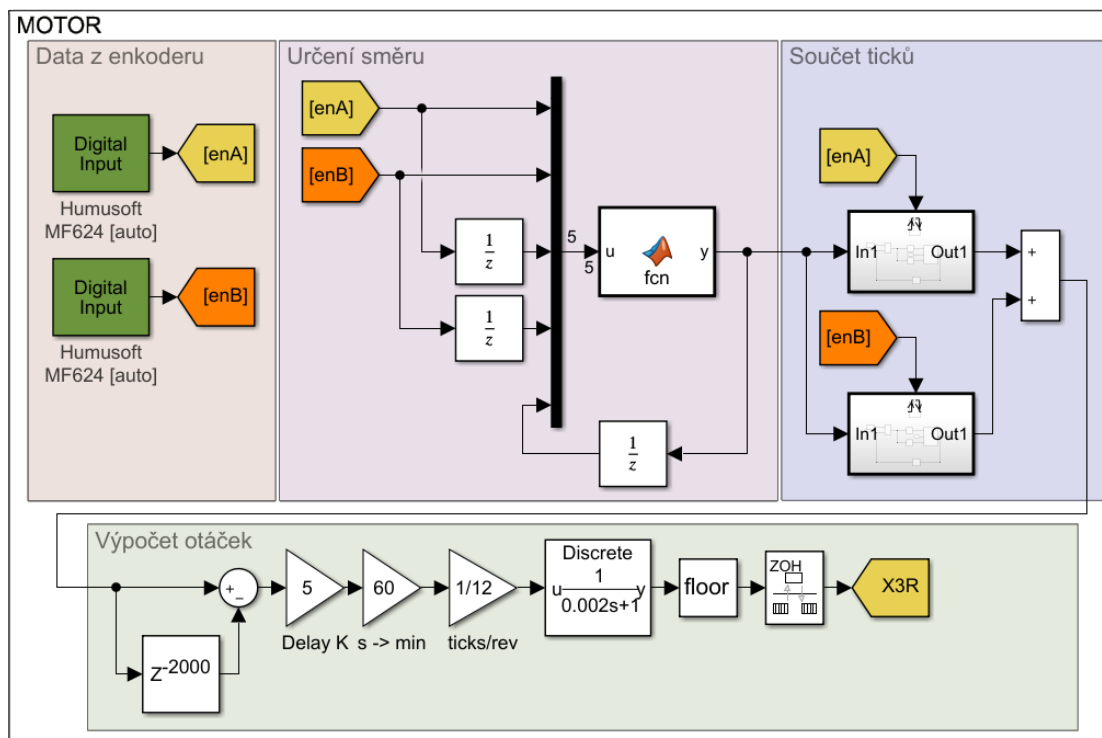 MOTOR
Data z enkoderu
Digital
Input
[enA]
Humusoft
MF624 [auto]
Digital
Input
[enB]
Humusoft
MF624 [auto]
Určení směru
[enA]
[enB]
1
z
1
z
5
5
u
y
fcn
1
z
Součet ticků
[enA]
In1
Out1
[enB]
In1
Out1
+
+
Výpočet otáček
+
−
Z-2000
5
Delay K
60
s -> min
1/12
ticks/rev
Discrete
1
u
y
0.002s+1
floor
ZOH
X3R